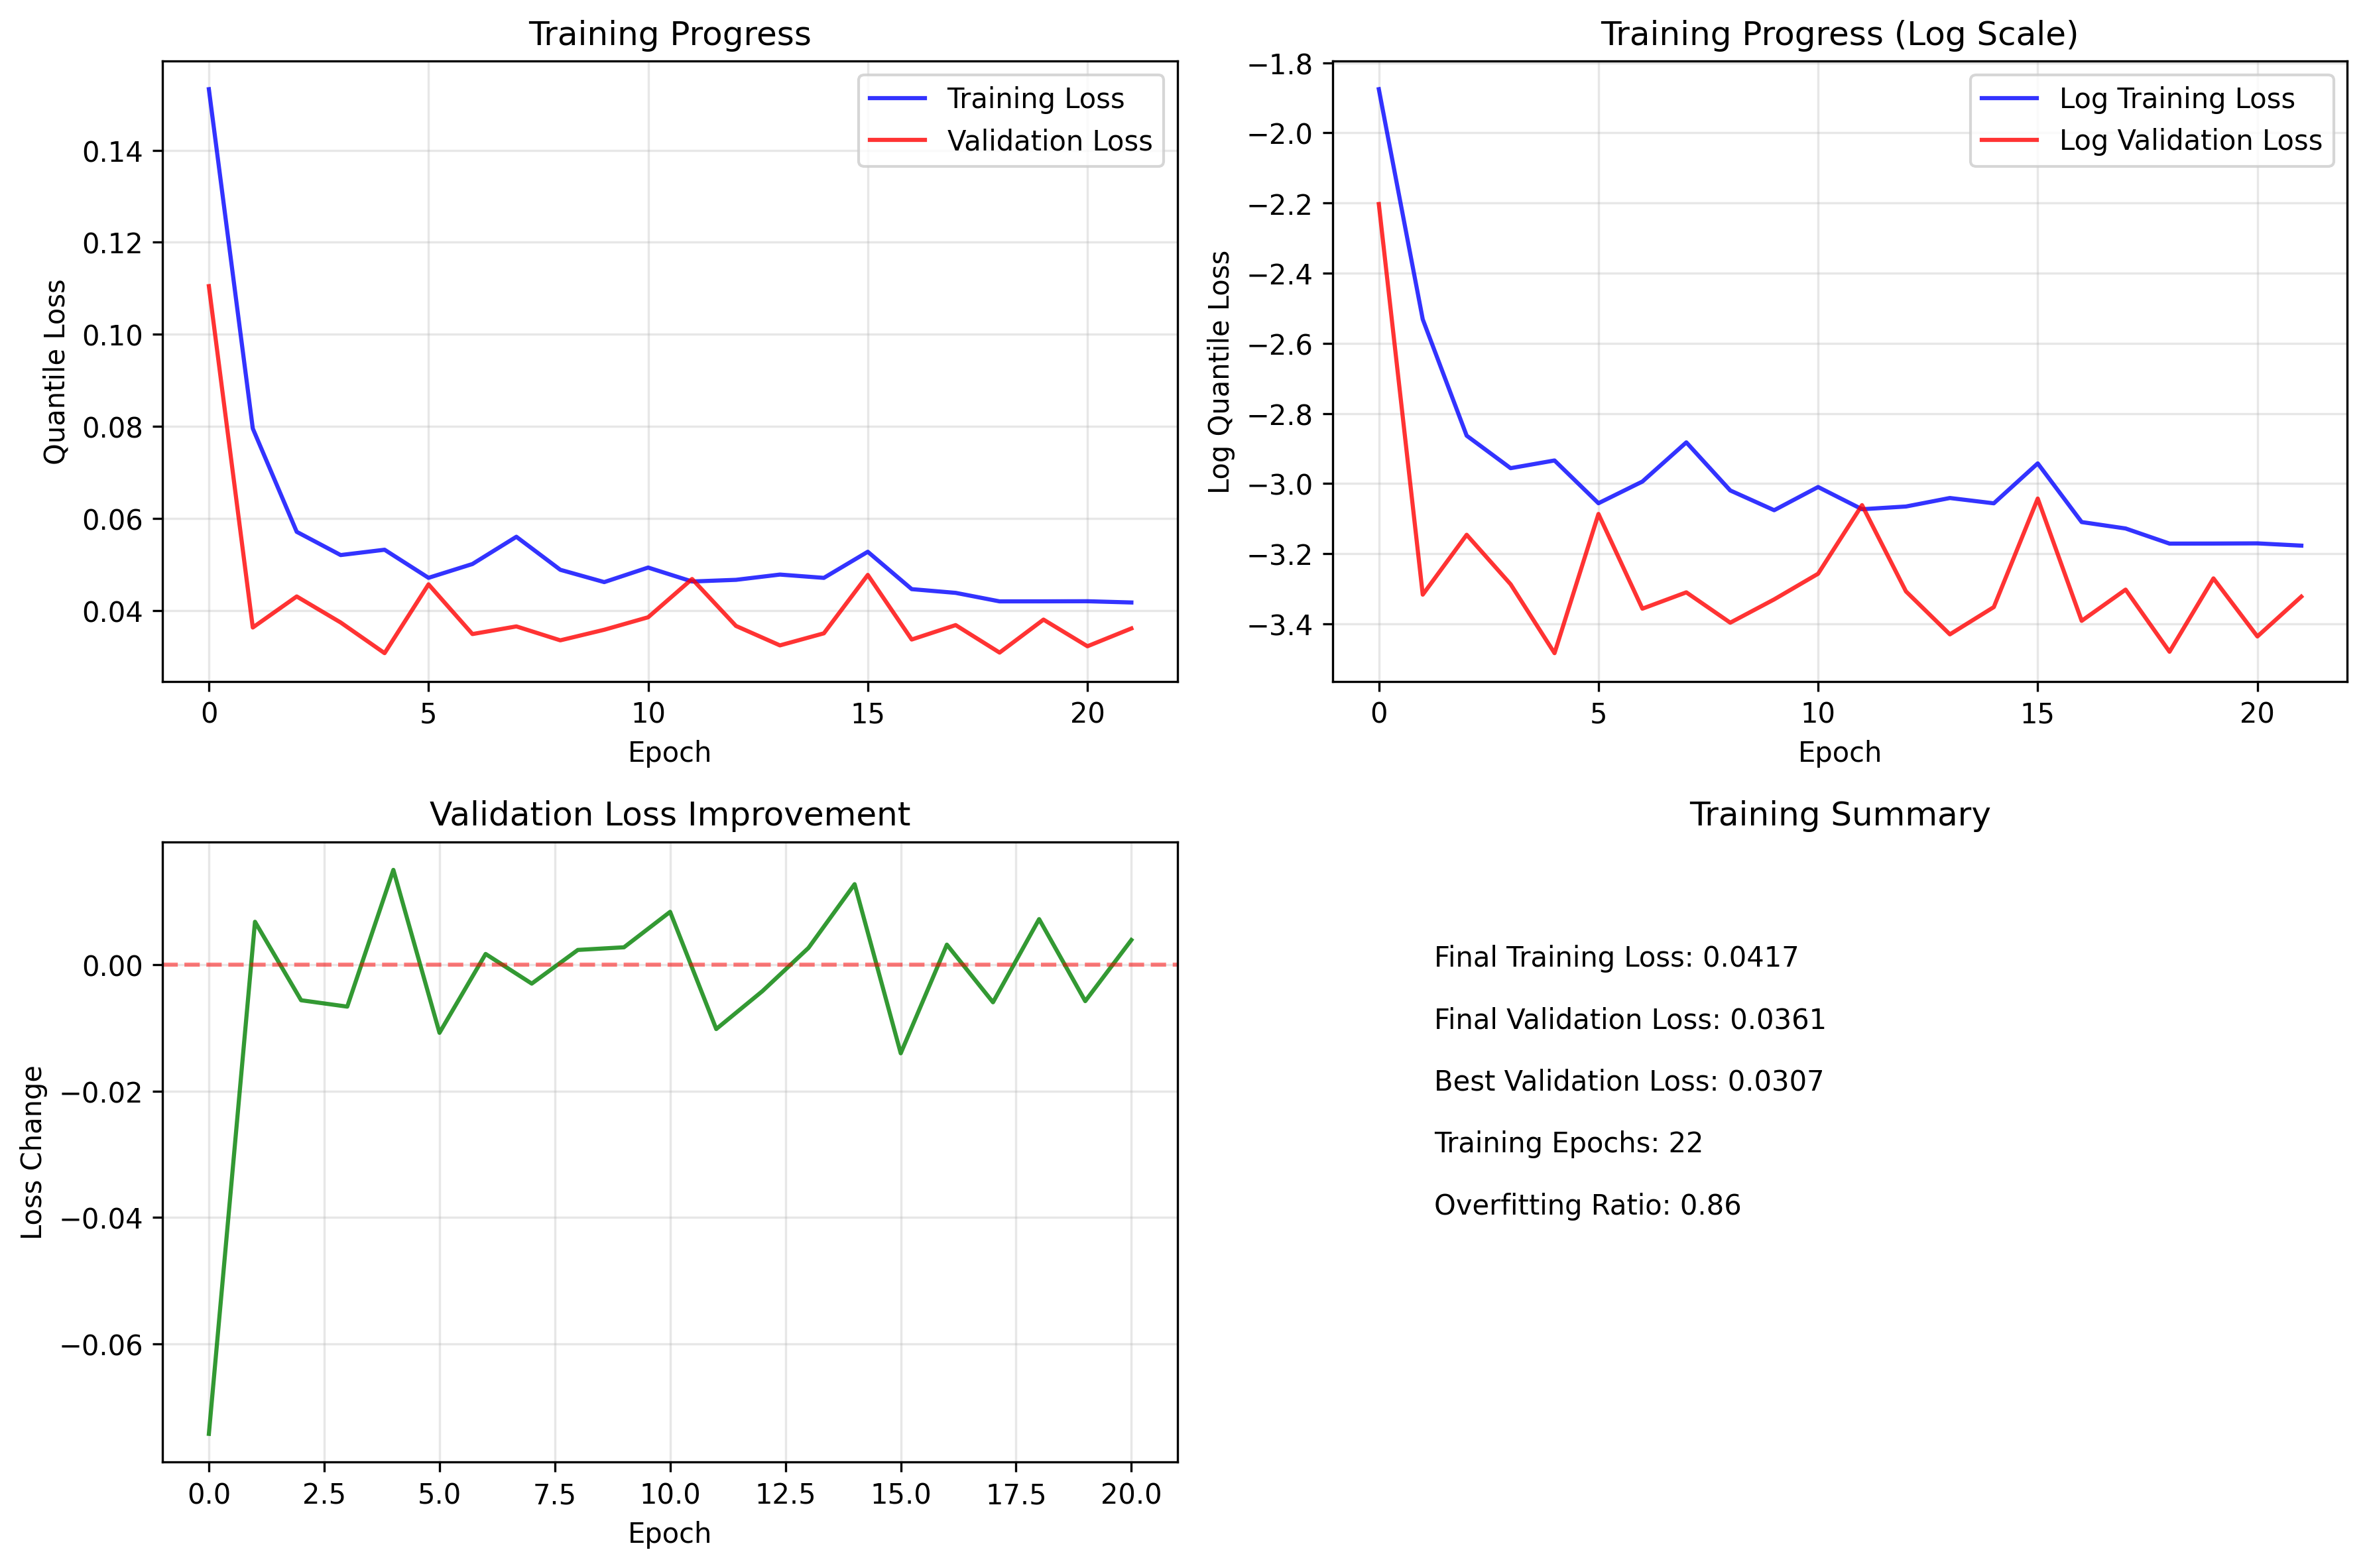 Training Progress
Quantile Loss
0.14
0.12
0.10
0.08
0.06
0.04
Training Loss
Validation Loss
0 5 10 15 20
Epoch
Training Progress (Log Scale)
Log Quantile Loss
−1.8
−2.0
−2.2
−2.4
−2.6
−2.8
−3.0
−3.2
−3.4
Log Training Loss
Log Validation Loss
0 5 10 15 20
Epoch
Validation Loss Improvement
Loss Change
0.00
−0.02
−0.04
−0.06
0.0 2.5 5.0 7.5 10.0 12.5 15.0 17.5 20.0
Epoch
Training Summary
Final Training Loss: 0.0417
Final Validation Loss: 0.0361
Best Validation Loss: 0.0307
Training Epochs: 22
Overfitting Ratio: 0.86